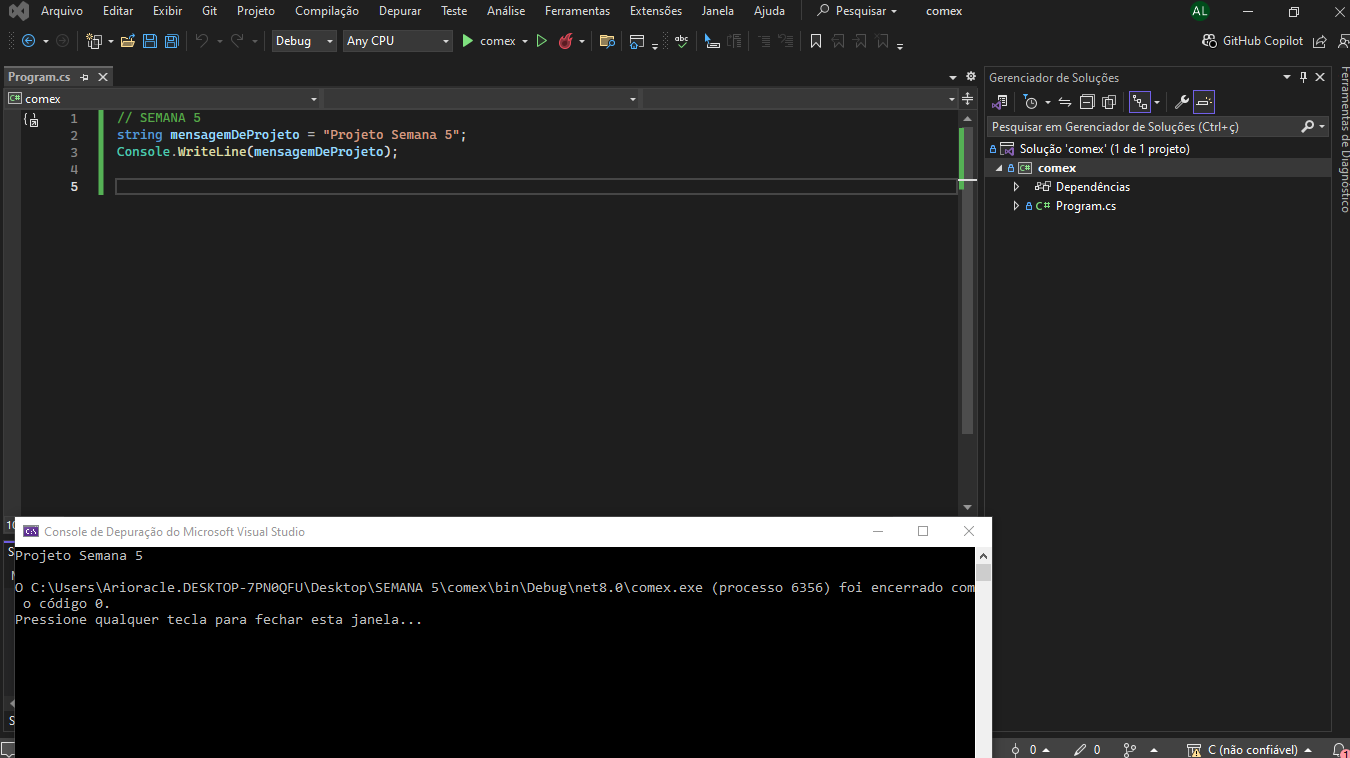 Arquivo Editar Exibir Git Projeto Compilação Depurar Teste Análise Ferramentas Extensões Janela Ajuda Pesquisar comex AL
Debug Any CPU comex abc GitHub Copilot
Program.cs
C# comex
1 // SEMANA 5
2 string mensagemDeProjeto = "Projeto Semana 5";
3 Console.WriteLine(mensagemDeProjeto);
4
5
Gerenciador de Soluções
Pesquisar em Gerenciador de Soluções (Ctrl+ç)
Solução 'comex' (1 de 1 projeto)
C# comex
Dependências
C# Program.cs
Ferramentas de Diagnóstico
10
S
C:\ Console de Depuração do Microsoft Visual Studio
Projeto Semana 5
O C:\Users\Arioracle.DESKTOP-7PN0QFU\Desktop\SEMANA 5\comex\bin\Debug\net8.0\comex.exe (processo 6356) foi encerrado com
o código 0.
Pressione qualquer tecla para fechar esta janela...
S
0 0 C (não confiável) 1